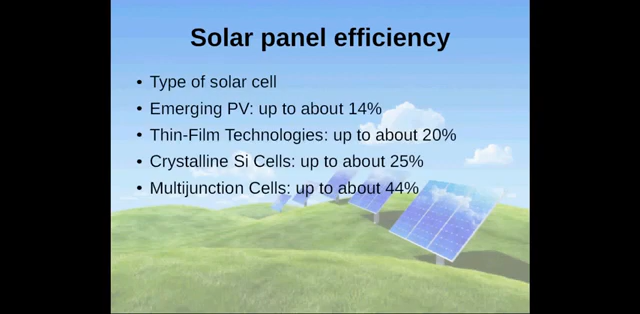 Solar panel efficiency
• Type of solar cell
• Emerging PV: up to about 14%
• Thin-Film Technologies: up to about 20%
• Crystalline Si Cells: up to about 25%
• Multijunction Cells: up to about 44%